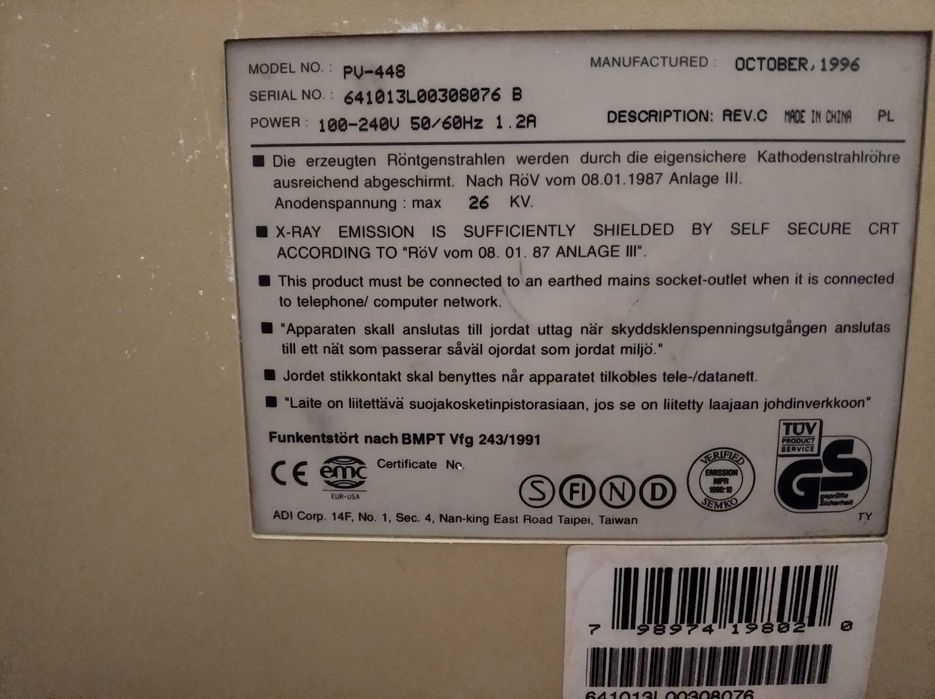 MODEL NO. : PV-448
MANUFACTURED : OCTOBER, 1996
SERIAL NO. : 641013L00308076 B
POWER : 100-240V 50/60Hz 1.2A
DESCRIPTION: REV.C MADE IN CHINA PL
■ Die erzeugten Röntgenstrahlen werden durch die eigensichere Kathodenstrahlröhre
ausreichend abgeschirmt. Nach RöV vom 08.01.1987 Anlage III.
Anodenspannung : max 26 KV.
■ X-RAY EMISSION IS SUFFICIENTLY SHIELDED BY SELF SECURE CRT
ACCORDING TO "RöV vom 08. 01. 87 ANLAGE III".
■ This product must be connected to an earthed mains socket-outlet when it is connected
to telephone/ computer network.
■ "Apparaten skall anslutas till jordat uttag när skyddsklenspenningsutgången anslutas
till ett nät som passerar såväl ojordat som jordat miljö."
■ Jordet stikkontakt skal benyttes når apparatet tilkobles tele-/datanett.
■ "Laite on liitettävä suojakosketinpistorasiaan, jos se on liitetty laajaan johdinverkkoon"
Funkentstört nach BMPT Vfg 243/1991
CE emc Certificate No.
EUR-USA
S FI N D
VERIFIED
EMISSION
MPR
1990:10
SEMKO
TÜV
PRODUCT
SERVICE
GS
geprüfte
Sicherheit
ADI Corp. 14F, No. 1, Sec. 4, Nan-king East Road Taipei, Taiwan
TY
7 98974 19802 0
641013L00308076